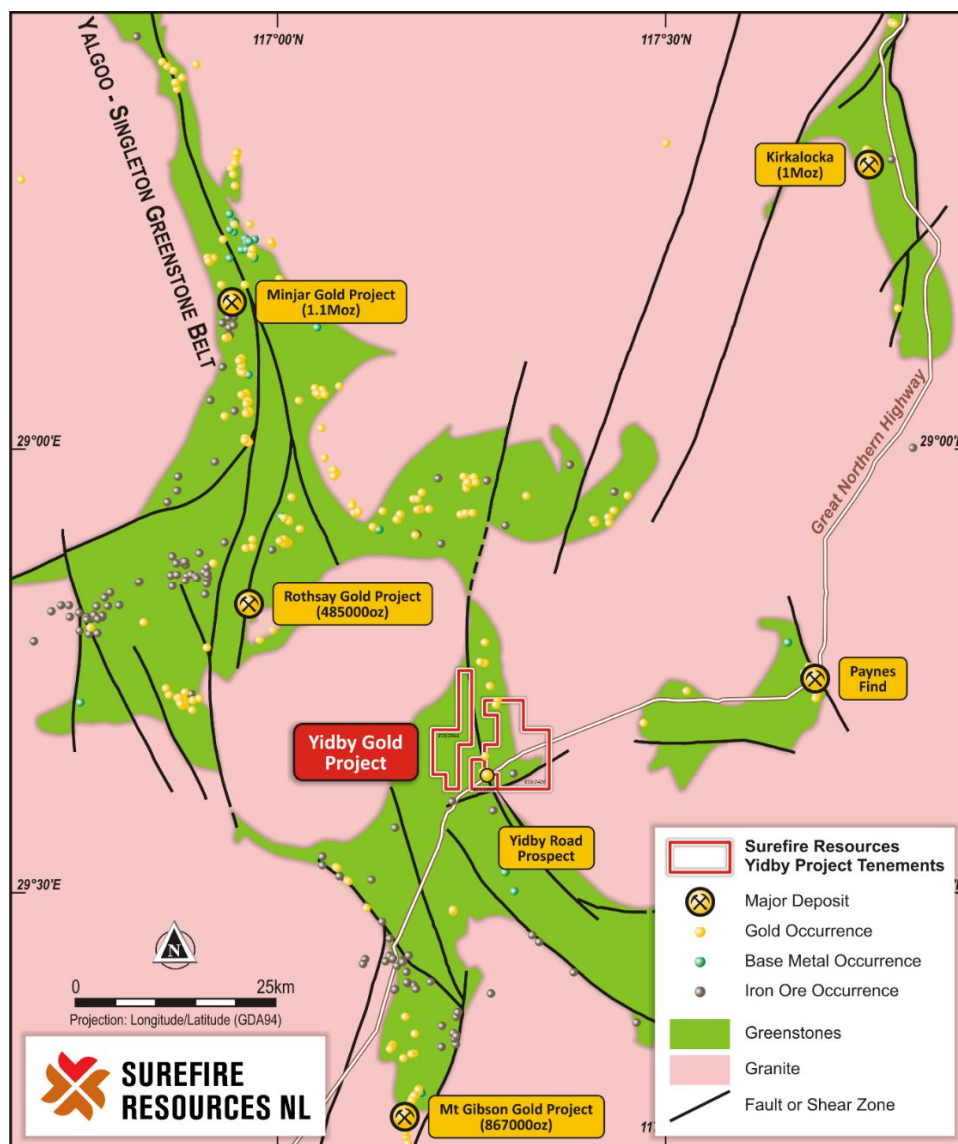 117°00'N
117°30'N
YALGOO - SINGLETON GREENSTONE BELT
Kirkalocka
(1Moz)
Minjar Gold Project
(1.1Moz)
29°00'E
29°00'E
Great Northern Highway
Rothsay Gold Project
(485000oz)
Paynes
Find
Yidby Gold
Project
Yidby Road
Prospect
29°30'E
Surefire Resources
Yidby Project Tenements
Major Deposit
Gold Occurrence
Base Metal Occurrence
Iron Ore Occurrence
Greenstones
Granite
Fault or Shear Zone
N
0 25km
Projection: Longitude/Latitude (GDA94)
SUREFIRE
RESOURCES NL
Mt Gibson Gold Project
(867000oz)